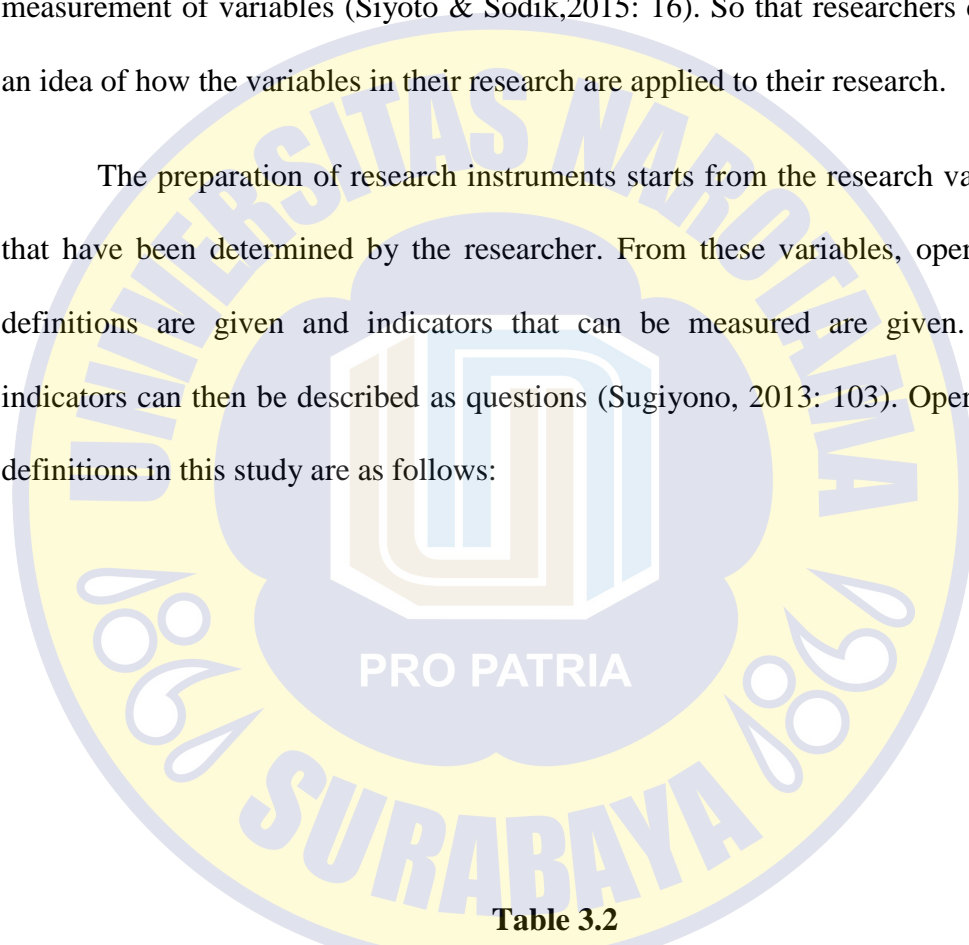 measurement of variables (Siyoto & Sodik,2015: 16). So that researchers
an idea of how the variables in their research are applied to their research.
The preparation of research instruments starts from the research
that have been determined by the researcher. From these variables,
definitions are given and indicators that can be measured are given.
indicators can then be described as questions (Sugiyono, 2013: 103).
definitions in this study are as follows:
UNIVERSITAS NAROTAMA
PRO PATRIA
SURABAYA
Table 3.2